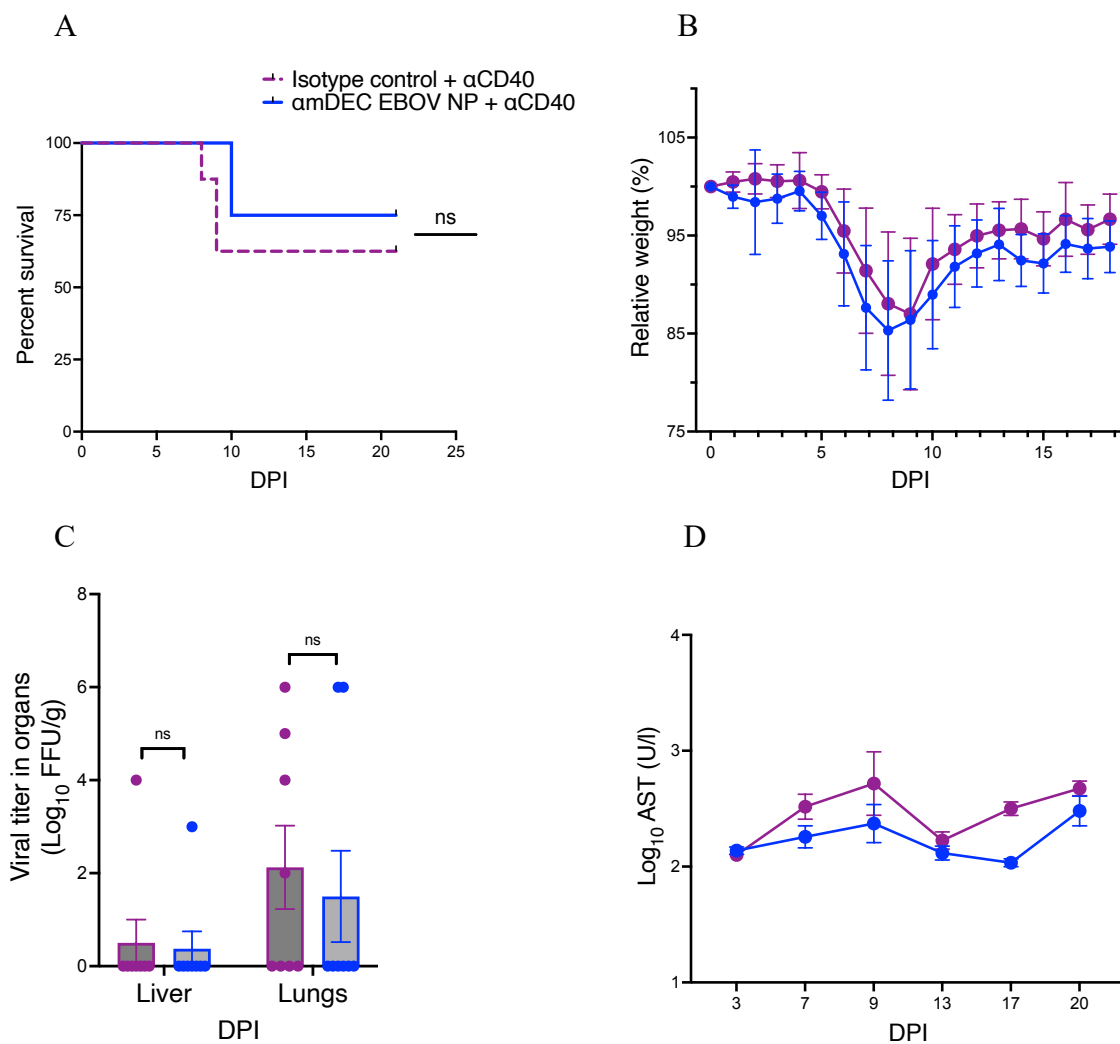 A
Isotype control + αCD40
αmDEC EBOV NP + αCD40
Percent survival
100
75
50
25
0
ns
0 5 10 15 20 25
DPI
B
Relative weight (%)
105
95
85
75
0 5 10 15
DPI
C
Viral titer in organs
(Log10 FFU/g)
8
6
4
2
0
ns
ns
Liver Lungs
DPI
D
Log10 AST (U/l)
4
3
2
1
3 7 9 13 17 20
DPI